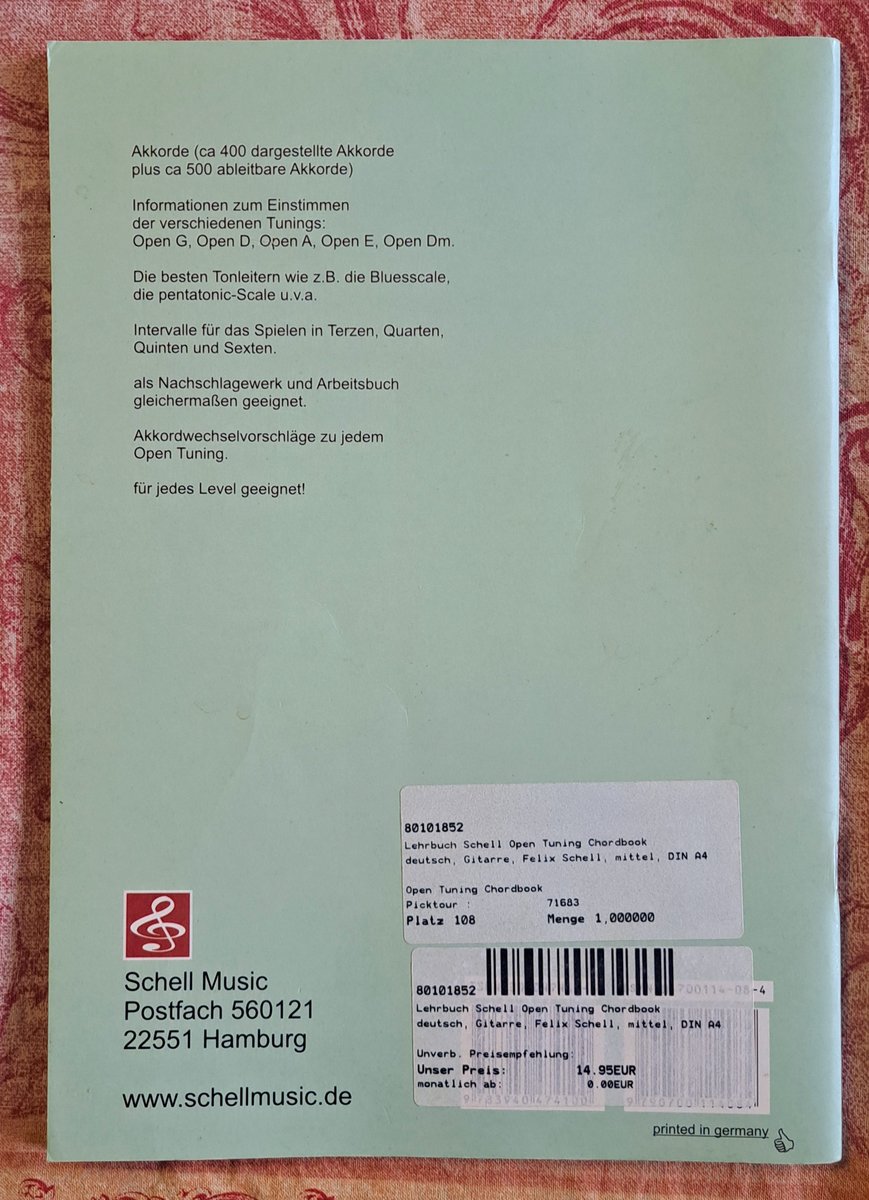 Akkorde (ca 400 dargestellte Akkorde
plus ca 500 ableitbare Akkorde)
Informationen zum Einstimmen
der verschiedenen Tunings:
Open G, Open D, Open A, Open E, Open Dm.
Die besten Tonleitern wie z.B. die Bluesscale,
die pentatonic-Scale u.v.a.
Intervalle für das Spielen in Terzen, Quarten,
Quinten und Sexten.
als Nachschlagewerk und Arbeitsbuch
gleichermaßen geeignet.
Akkordwechselvorschläge zu jedem
Open Tuning.
für jedes Level geeignet!
80101852
Lehrbuch Schell Open Tuning Chordbook
deutsch, Gitarre, Felix Schell, mittel, DIN A4
Open Tuning Chordbook
Picktour : 71683
Platz 108 Menge 1,000000
80101852
Lehrbuch Schell Open Tuning Chordbook
deutsch, Gitarre, Felix Schell, mittel, DIN A4
Unverb. Preisempfehlung:
Unser Preis: 14.95EUR
monatlich ab: 0.00EUR
Schell Music
Postfach 560121
22551 Hamburg
www.schellmusic.de
printed in germany